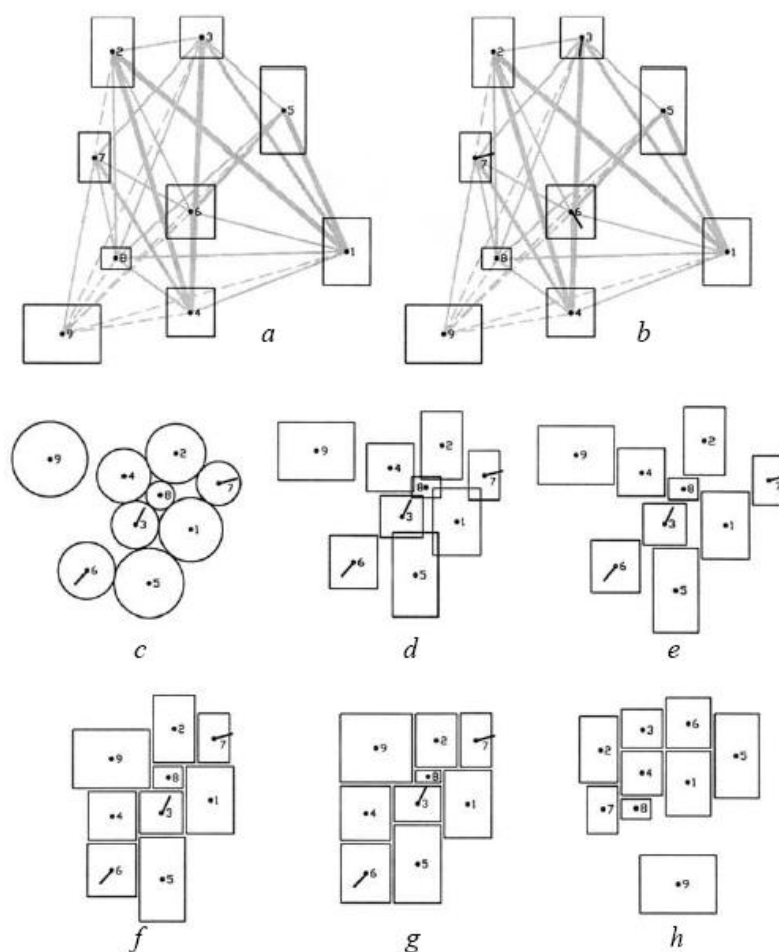 2 3 5 7 6 8 1 4 9
a
2 3 5 7 6 8 1 4 9
b
9 2 4 7 8 3 1 6 5
c
9 2 4 7 8 3 1 6 5
d
9 2 4 7 8 3 1 6 5
e
2 7 9 8 1 4 3 6 5
f
9 2 7 8 4 3 1 6 5
g
3 6 2 5 4 1 7 8 9
h